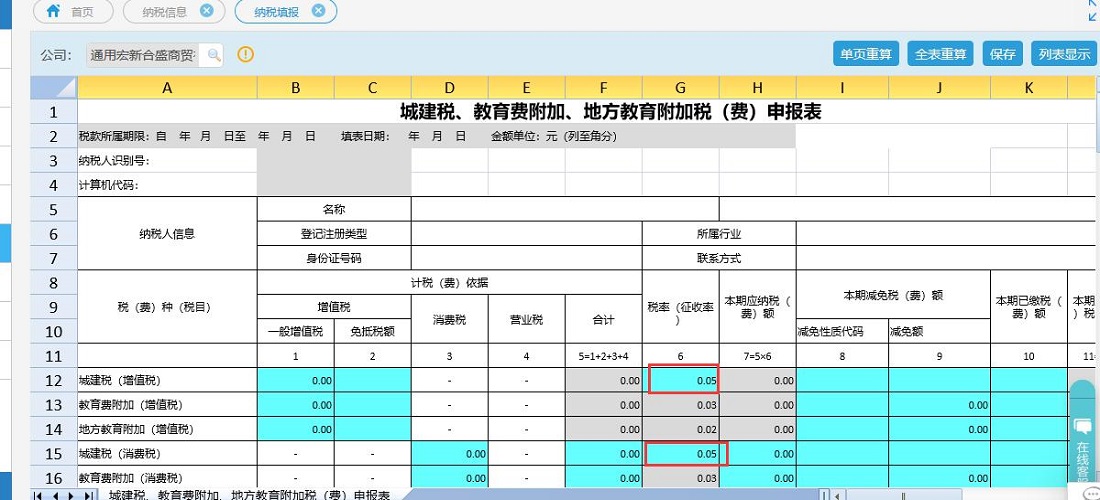 首页 纳税信息 纳税填报
公司： 通用宏新合盛商贸 单页重算 全表重算 保存 列表显示
A B C D E F G H I J K
1 城建税、教育费附加、地方教育附加税（费）申报表
2 税款所属期限：自 年 月 日至 年 月 日 填表日期： 年 月 日 金额单位：元（列至角分）
3 纳税人识别号：
4 计算机代码：
5 名称
6 纳税人信息 登记注册类型 所属行业
7 身份证号码 联系方式
8 计税（费）依据
9 税（费）种（税目） 增值税 消费税 营业税 合计 税率（征收率） 本期应纳税（费）额 本期减免税（费）额 本期已缴税（费）额 本期
）税
10 一般增值税 免抵税额 减免性质代码 减免额
11 1 2 3 4 5=1+2+3+4 6 7=5×6 8 9 10 11
12 城建税（增值税） 0.00 - - 0.00 0.05 0.00
13 教育费附加（增值税） 0.00 - - 0.00 0.03 0.00 0.00
14 地方教育附加（增值税） 0.00 - - 0.00 0.02 0.00 0.00
15 城建税（消费税） - - 0.00 - 0.00 0.05 0.00
16 教育费附加（消费税） - - 0.00 - 0.00 0.03 0.00 0.00
城建税、教育费附加、地方教育附加税（费）申报表
在线客服